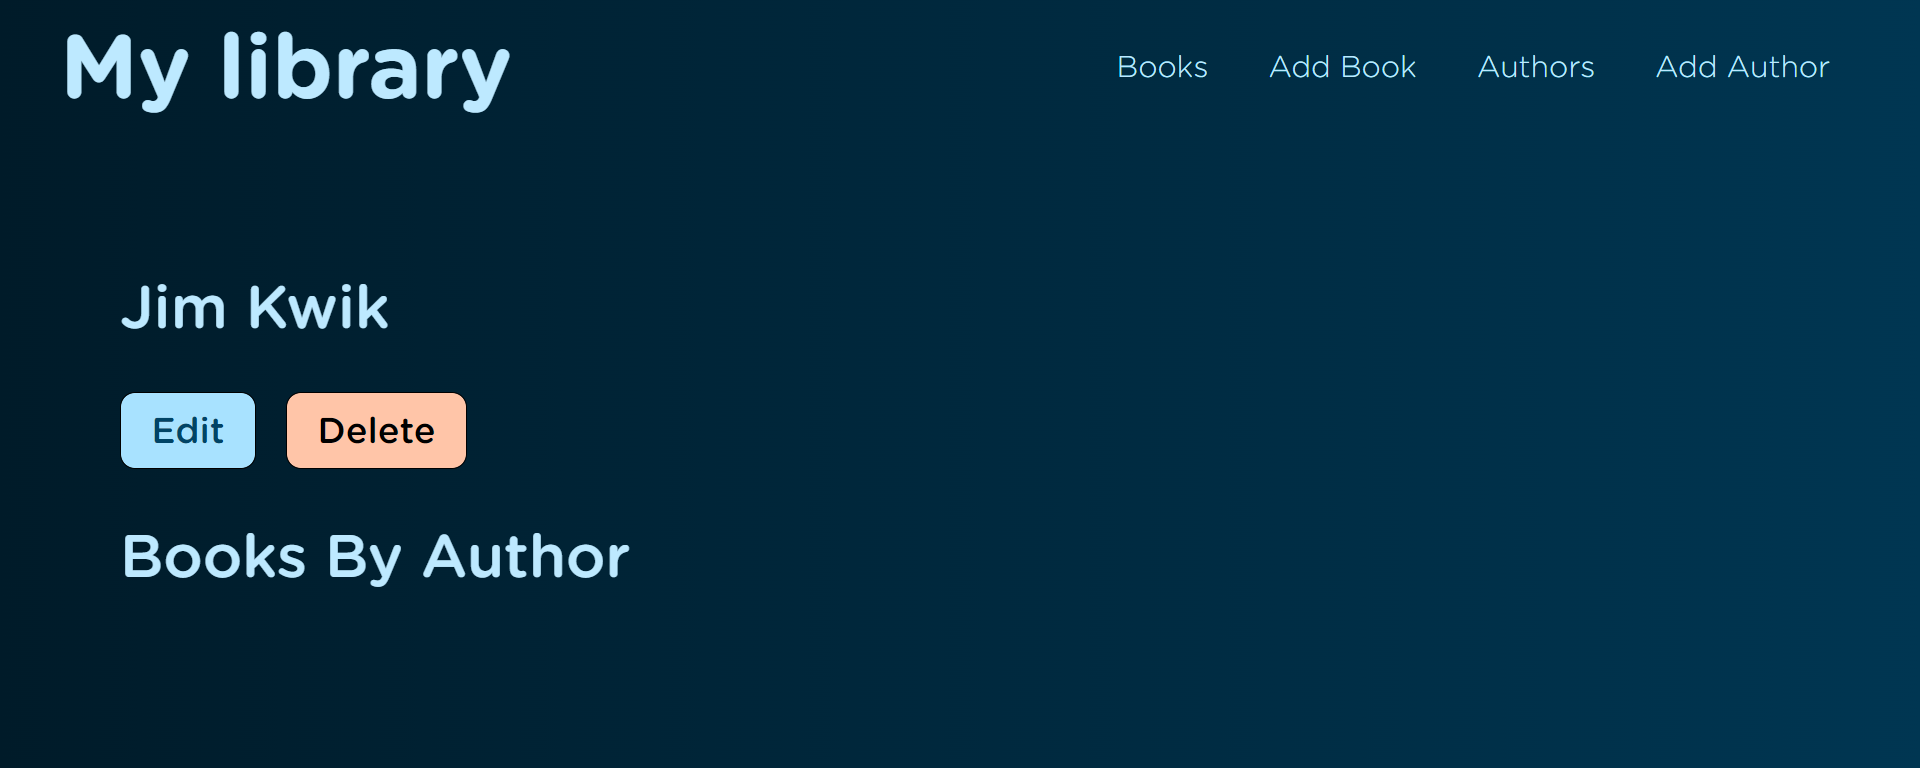 My library
Books Add Book Authors Add Author
Jim Kwik
Edit Delete
Books By Author